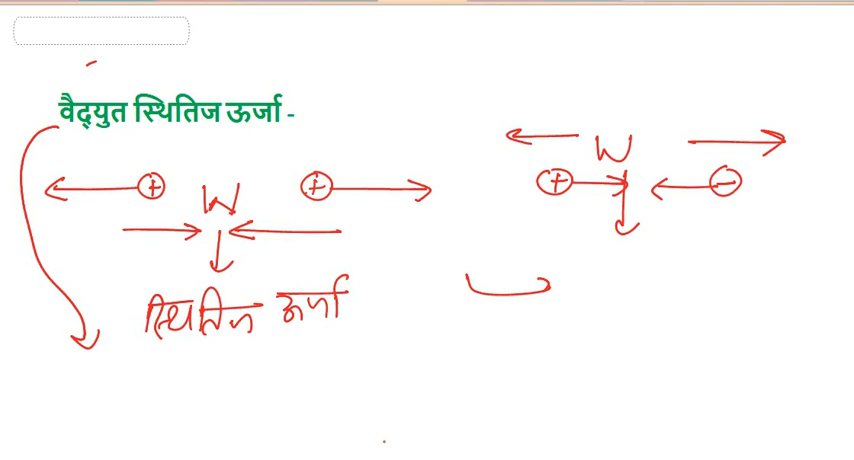 वैद्युत स्थितिज ऊर्जा -
+ + W
W
+ -
स्थितिज ऊर्जा